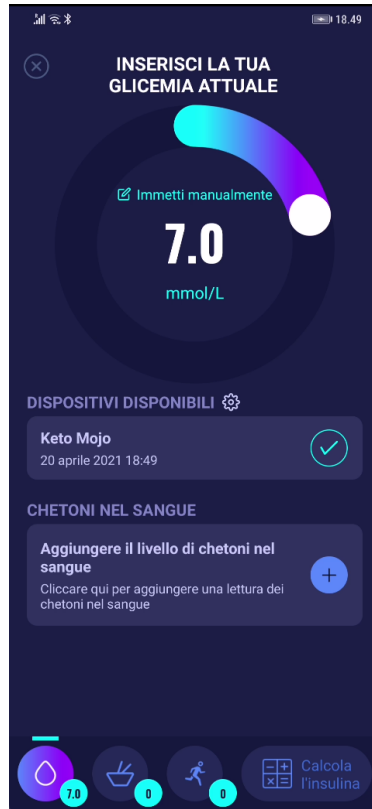 18.49
INSERISCI LA TUA
GLICEMIA ATTUALE
Immetti manualmente
7.0
mmol/L
DISPOSITIVI DISPONIBILI
Keto Mojo
20 aprile 2021 18:49
CHETONI NEL SANGUE
Aggiungere il livello di chetoni nel
sangue
Cliccare qui per aggiungere una lettura dei
chetoni nel sangue
7.0
0
0
Calcola
l'insulina